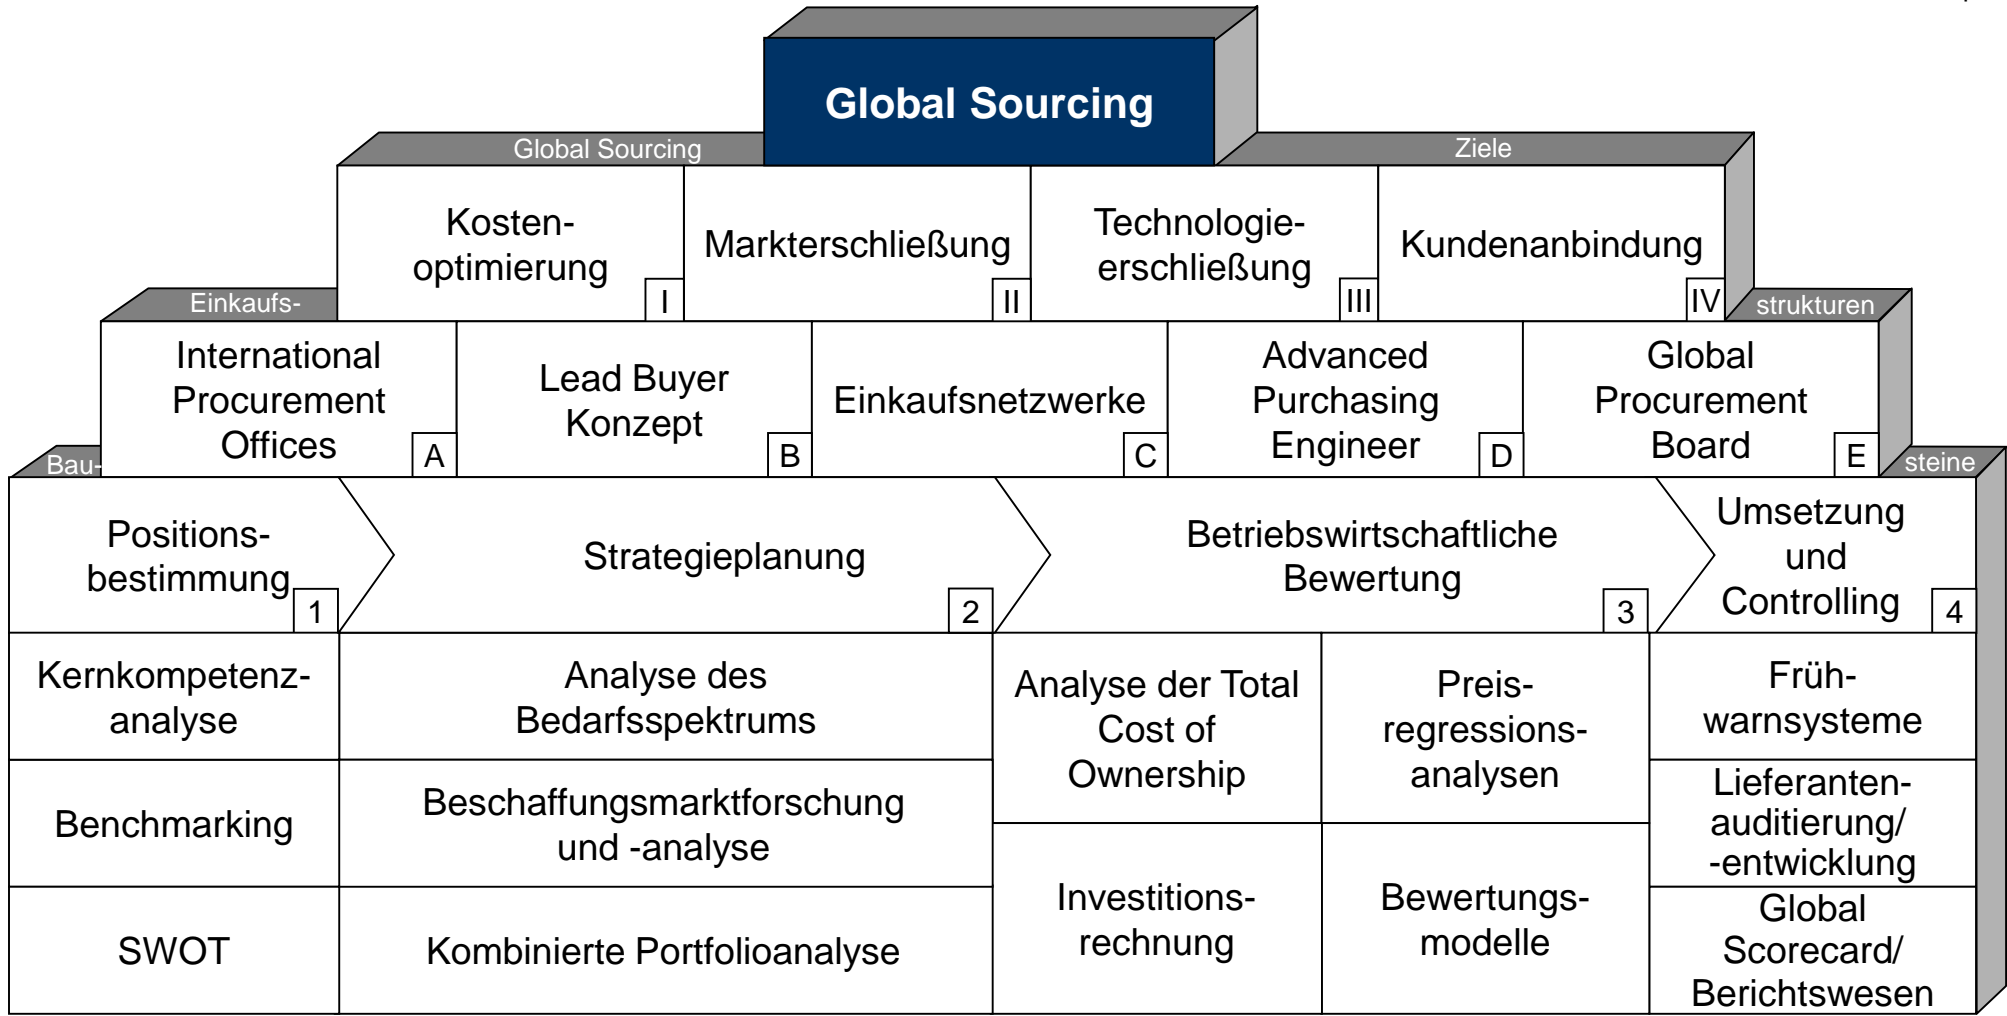 Global Sourcing
Global Sourcing
Ziele
Kosten-
optimierung
I
Markterschließung
II
Technologie-
erschließung
III
Kundenanbindung
IV
Einkaufs-
strukturen
International
Procurement
Offices
A
Lead Buyer
Konzept
B
Einkaufsnetzwerke
C
Advanced
Purchasing
Engineer
D
Global
Procurement
Board
E
Bau-
steine
Positions-
bestimmung
1
Strategieplanung
2
Betriebswirtschaftliche
Bewertung
3
Umsetzung
und
Controlling
4
Kernkompetenz-
analyse
Benchmarking
SWOT
Analyse des
Bedarfsspektrums
Beschaffungsmarktforschung
und -analyse
Kombinierte Portfolioanalyse
Analyse der Total
Cost of
Ownership
Preis-
regressions-
analysen
Investitions-
rechnung
Bewertungs-
modelle
Früh-
warnsysteme
Lieferanten-
auditierung/
-entwicklung
Global
Scorecard/
Berichtswesen